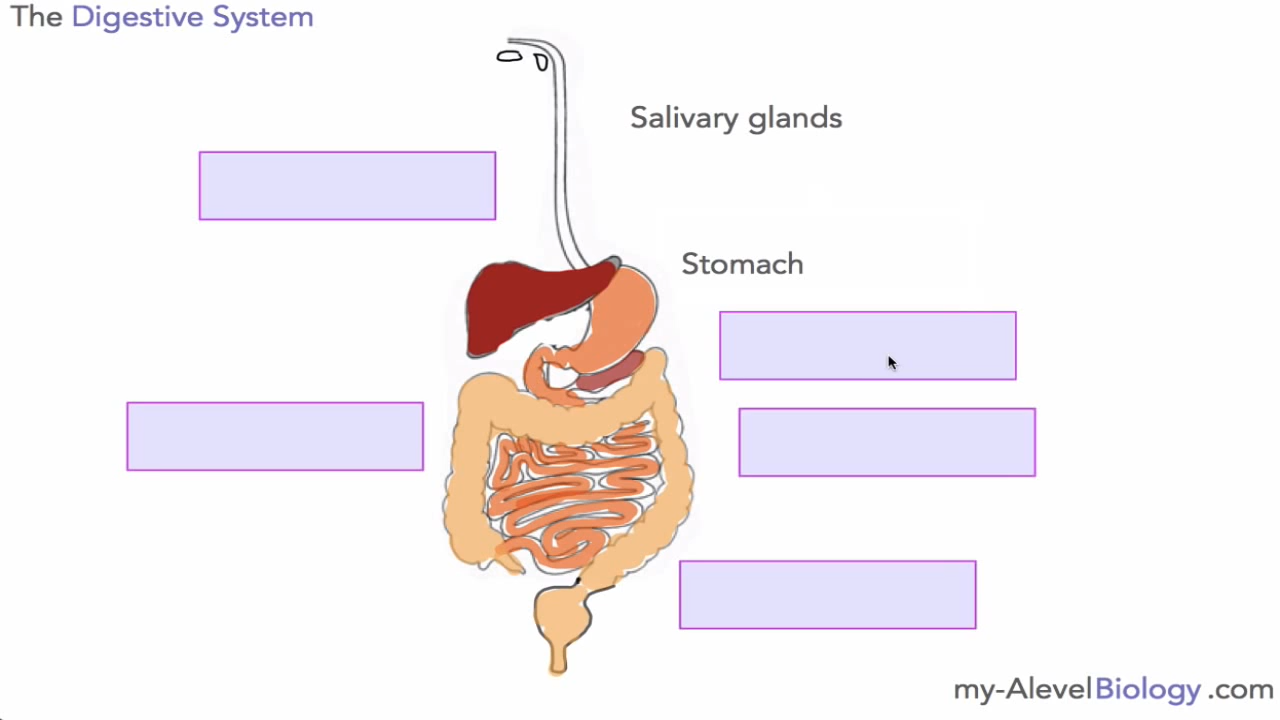 The Digestive System
Salivary glands
Stomach
my-AlevelBiology .com